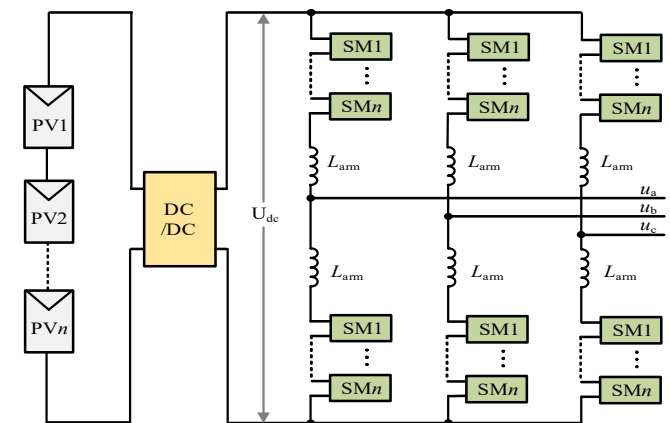 PV1
PV2
PVn
DC
/DC
Udc
SM1
SMn
Larm
SM1
SMn
Larm
SM1
SMn
Larm
ua
ub
uc
Larm
SM1
SMn
Larm
SM1
SMn
Larm
SM1
SMn